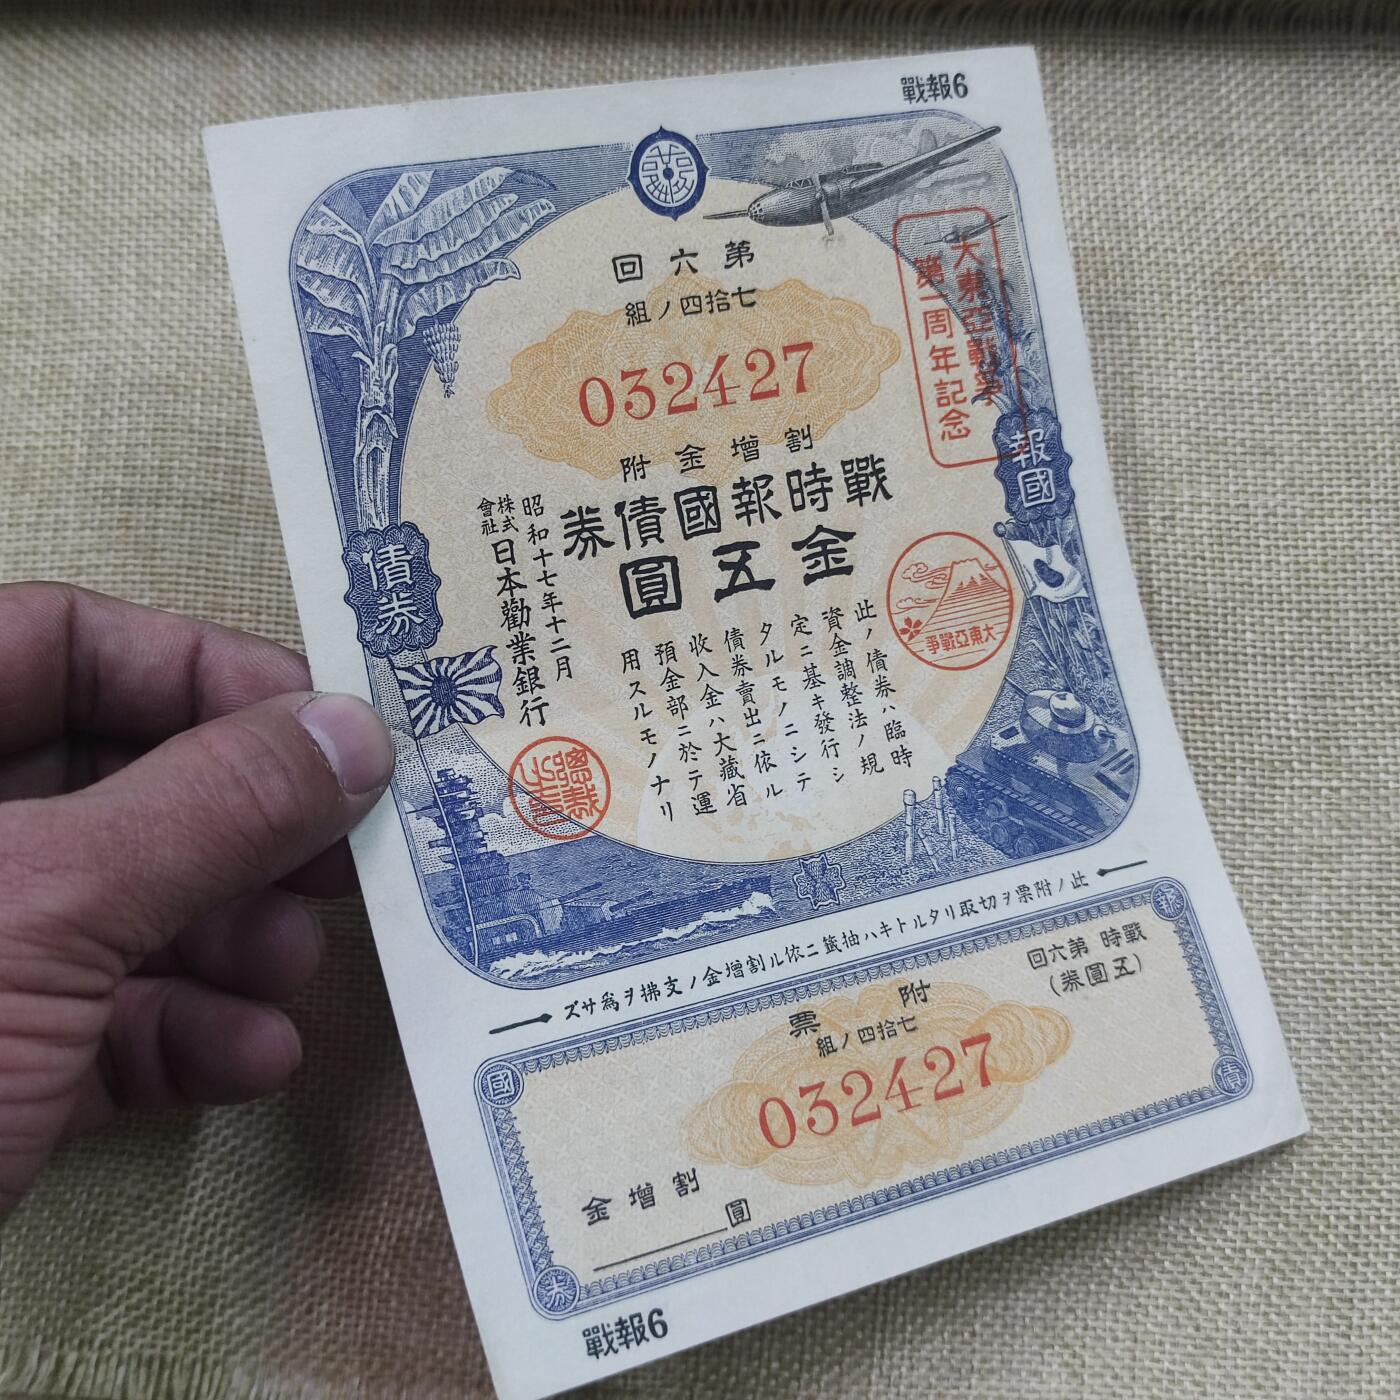 戰報6
回六第
組ノ四拾七
032427
附金增割
券債國報時戰
圓五金
大東亞戰爭
第一周年記念
報國
債券
大東亞戰爭
此ノ債券ハ臨時
資金調整法ノ規
定ニ基キ發行シ
タルモノニシテ
債券賣出ニ依ル
收入金ハ大藏省
預金部ニ於テ運
用スルモノナリ
昭和十七年十二月
株式會社日本勸業銀行
總裁之章
ズサ爲ヲ拂支ノ金增割ル依ニ籤抽ハキトルタリ取切ヲ票附ノ此
回六第 時戰
(券圓五)
票附
組ノ四拾七
032427
金增割
圓
報
國
債
券
戰報6